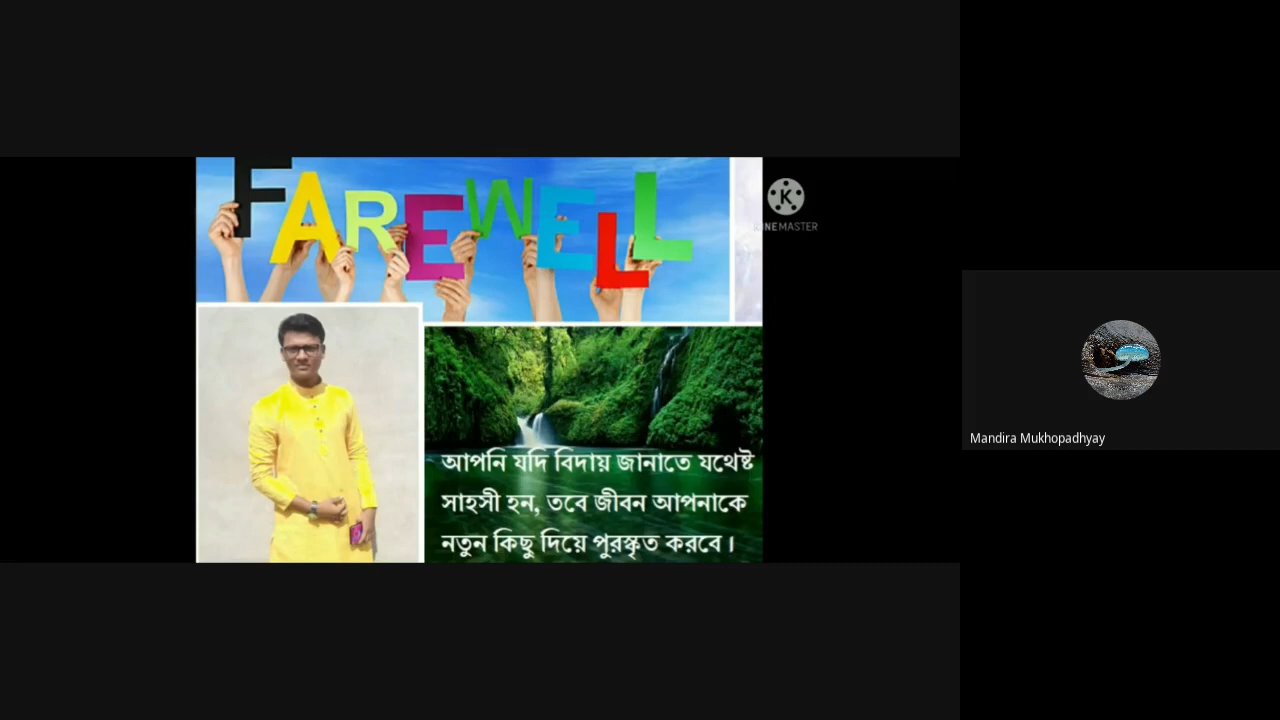 FAREWELL
KINEMASTER
আপনি যদি বিদায় জানাতে যথেষ্ট
সাহসী হন, তবে জীবন আপনাকে
নতুন কিছু দিয়ে পুরস্কৃত করবে।
Mandira Mukhopadhyay